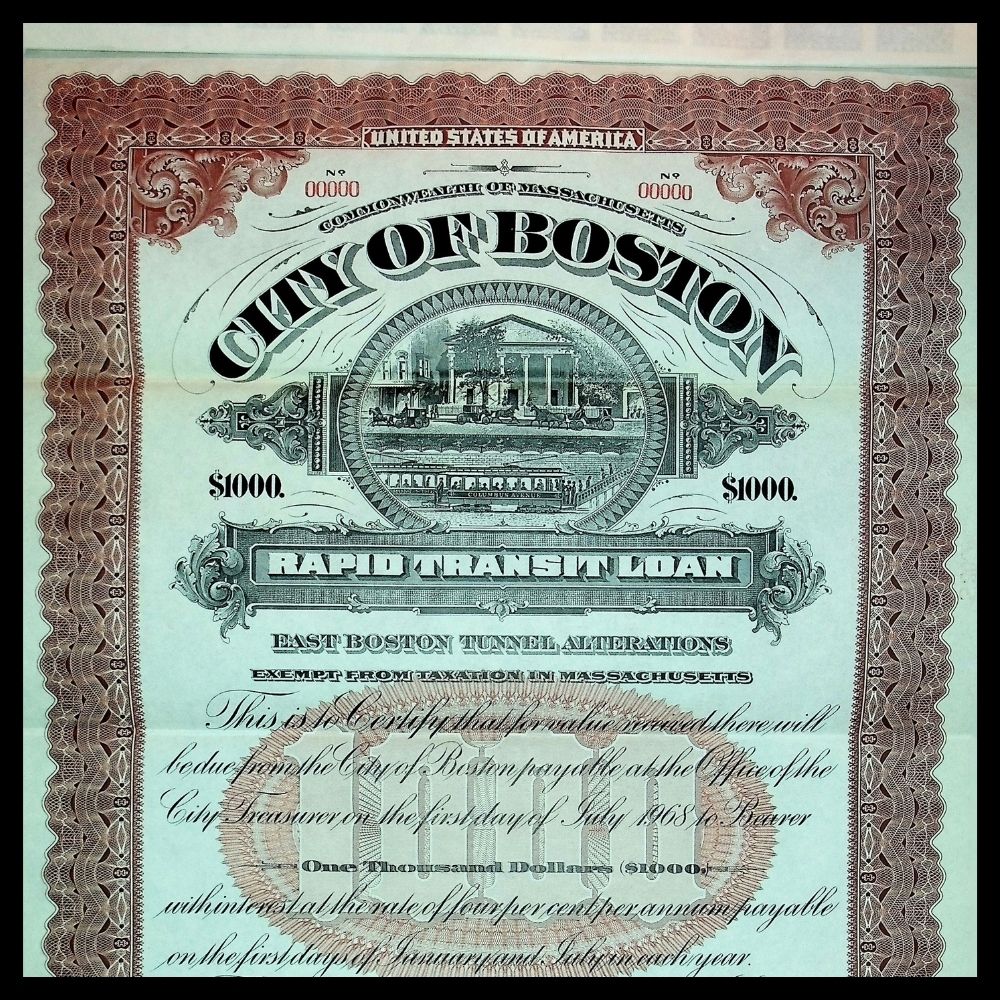 UNITED STATES OF AMERICA
Nº 00000 Nº 00000
COMMONWEALTH OF MASSACHUSETTS
CITY OF BOSTON
COLUMBUS AVENUE
$1000. $1000.
RAPID TRANSIT LOAN
EAST BOSTON TUNNEL ALTERATIONS
EXEMPT FROM TAXATION IN MASSACHUSETTS
This is to Certify that for value received there will
be due from the City of Boston payable at the Office of the
City Treasurer, on the first day of July 1968, to Bearer
One Thousand Dollars ($1000,)
1000
with interest at the rate of four per cent per annum payable
on the first days of January and July in each year.